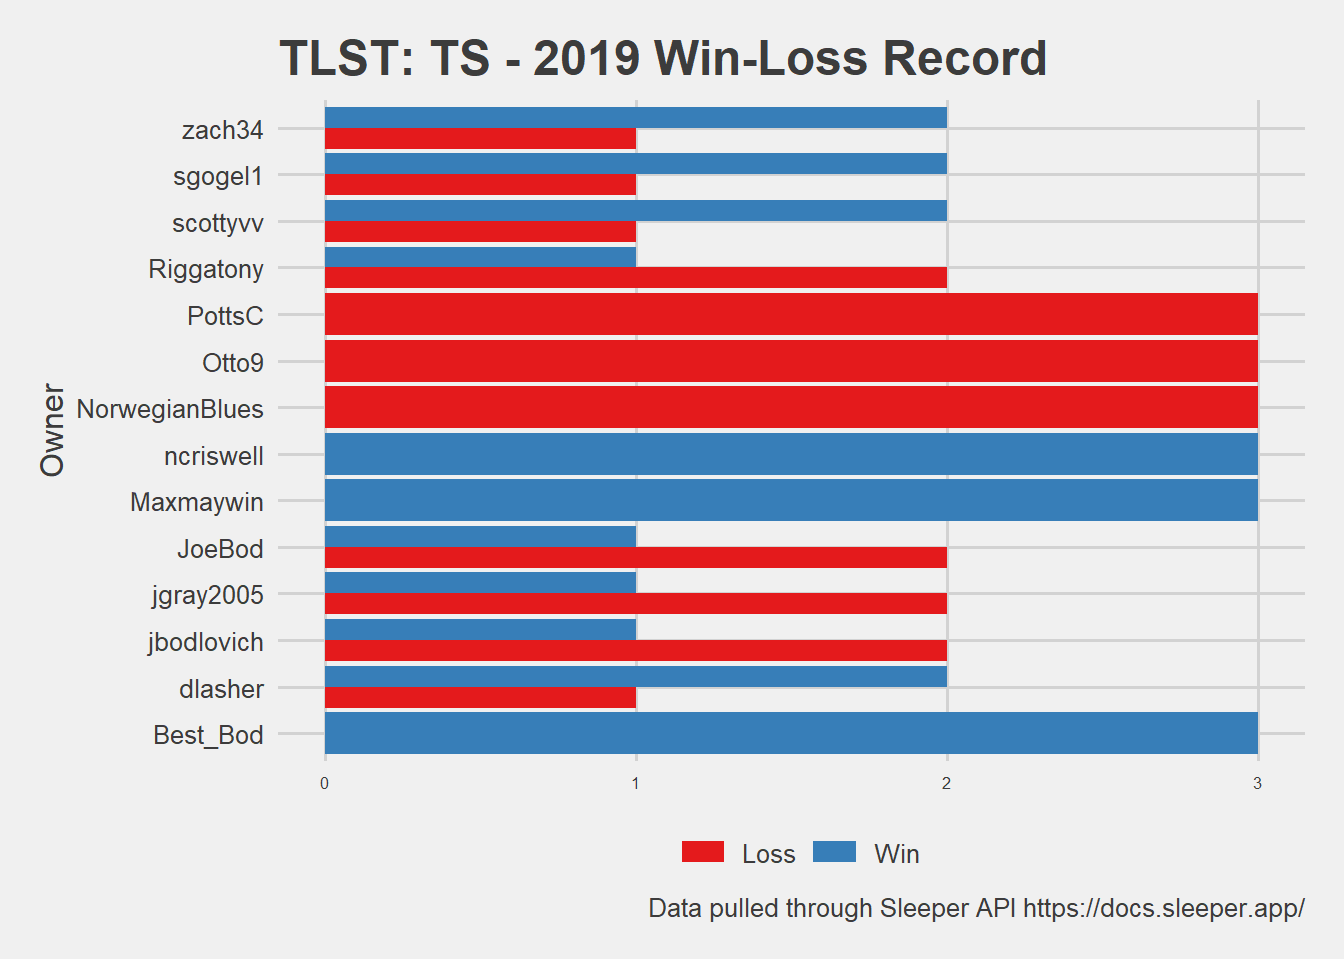 TLST: TS - 2019 Win-Loss Record
zach34
sgogel1
scottyvv
Riggatony
PottsC
Otto9
NorwegianBlues
ncriswell
Maxmaywin
JoeBod
jgray2005
jbodlovich
dlasher
Best_Bod
Owner
0 1 2 3
Loss Win
Data pulled through Sleeper API https://docs.sleeper.app/